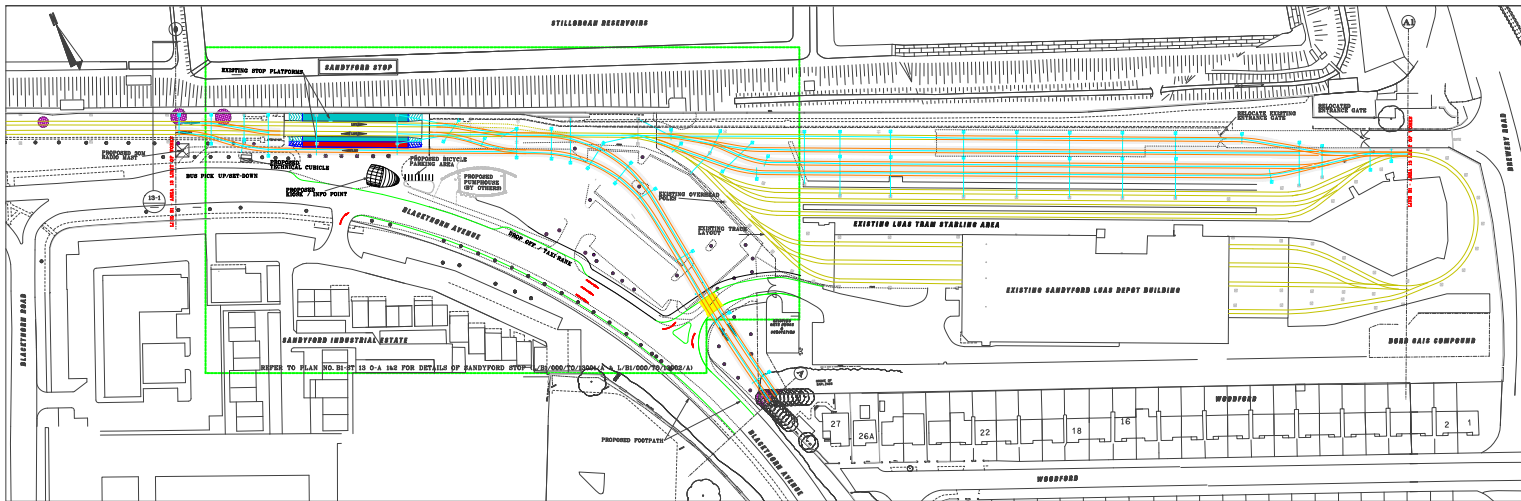 STILLORGAN RESERVOIRS
A1
SANDYFORD STOP
EXISTING STOP PLATFORMS
RELOCATED
ENTRANCE GATE
RELOCATE EXISTING
ENTRANCE GATE
BREWERY ROAD
PROPOSED 20M
RADIO MAST
PROPOSED
TECHNICAL CUBICLE
PROPOSED BICYCLE
PARKING AREA
BUS PICK UP/SET-DOWN
PROPOSED
KIOSK / INFO POINT
PROPOSED
PUMPHOUSE
(BY OTHERS)
13-1
EXISTING OVERHEAD
POLES
BLACKTHORN AVENUE
EXISTING TRACK
LAYOUT
EXISTING LUAS TRAM STABLING AREA
DROP OFF / TAXI RANK
EXISTING SANDYFORD LUAS DEPOT BUILDING
BLACKTHORN ROAD
SANDYFORD INDUSTRIAL ESTATE
BORD GAIS COMPOUND
REFER TO PLAN NO. B1-ST 13 0-A 1&2 FOR DETAILS OF SANDYFORD STOP
WOODFORD
27
26A
22
18
16
2
1
PROPOSED FOOTPATH
BLACKTHORN AVENUE
WOODFORD